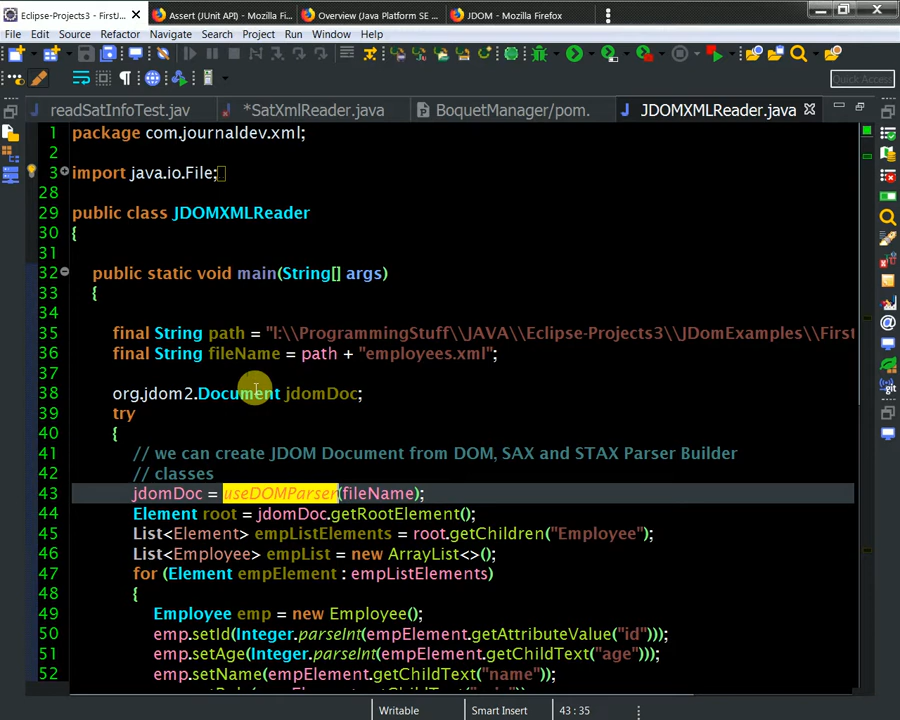 Eclipse-Projects3 - FirstJ
Assert (JUnit API) - Mozilla Fi...
Overview (Java Platform SE ...
JDOM - Mozilla Firefox
File Edit Source Refactor Navigate Search Project Run Window Help
Quick Access
readSatInfoTest.jav
*SatXmlReader.java
BoquetManager/pom.
JDOMXMLReader.java
1 package com.journaldev.xml;
2
3 import java.io.File;
28
29 public class JDOMXMLReader
30 {
31
32 public static void main(String[] args)
33 {
34
35 final String path = "I:\\ProgrammingStuff\\JAVA\\Eclipse-Projects3\\JDomExamples\\First
36 final String fileName = path + "employees.xml";
37
38 org.jdom2.Document jdomDoc;
39 try
40 {
41 // we can create JDOM Document from DOM, SAX and STAX Parser Builder
42 // classes
43 jdomDoc = useDOMParser(fileName);
44 Element root = jdomDoc.getRootElement();
45 List<Element> empListElements = root.getChildren("Employee");
46 List<Employee> empList = new ArrayList<>();
47 for (Element empElement : empListElements)
48 {
49 Employee emp = new Employee();
50 emp.setId(Integer.parseInt(empElement.getAttributeValue("id")));
51 emp.setAge(Integer.parseInt(empElement.getChildText("age")));
52 emp.setName(empElement.getChildText("name"));
Writable Smart Insert 43 : 35